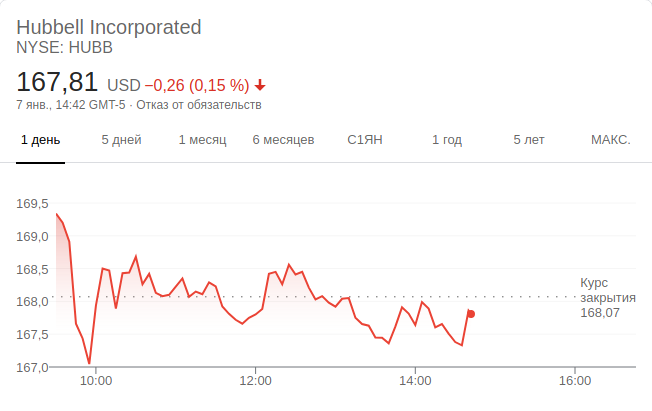 Hubbell Incorporated
NYSE: HUBB
167,81 USD −0,26 (0,15 %)
7 янв., 14:42 GMT-5 · Отказ от обязательств
1 день 5 дней 1 месяц 6 месяцев С1ЯН 1 год 5 лет МАКС.
169,5
169,0
168,5
168,0
167,5
167,0
Курс
закрытия
168,07
10:00 12:00 14:00 16:00